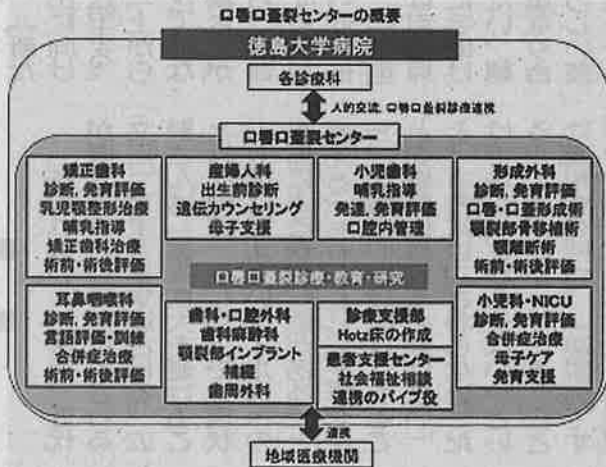 口唇口蓋裂センターの概要
徳島大学病院
各診療科
人的交流, 口唇口蓋裂診療連携
口唇口蓋裂センター
矯正歯科
診断, 発育評価
乳児顎整形治療
哺乳指導
矯正歯科治療
術前・術後評価
産婦人科
出生前診断
遺伝カウンセリング
母子支援
小児歯科
哺乳指導
発達, 発育評価
口腔内管理
形成外科
診断, 発育評価
口唇・口蓋形成術
顎裂部骨移植術
顎離断術
術前・術後評価
口唇口蓋裂診療・教育・研究
耳鼻咽喉科
診断, 発育評価
言語評価・訓練
合併症治療
術前・術後評価
歯科・口腔外科
歯科麻酔科
顎裂部インプラント
補綴
歯周外科
診療支援部
Hotz床の作成
患者支援センター
社会福祉相談
連携のパイプ役
小児科・NICU
診断, 発育評価
合併症治療
母子ケア
発育支援
連携
地域医療機関